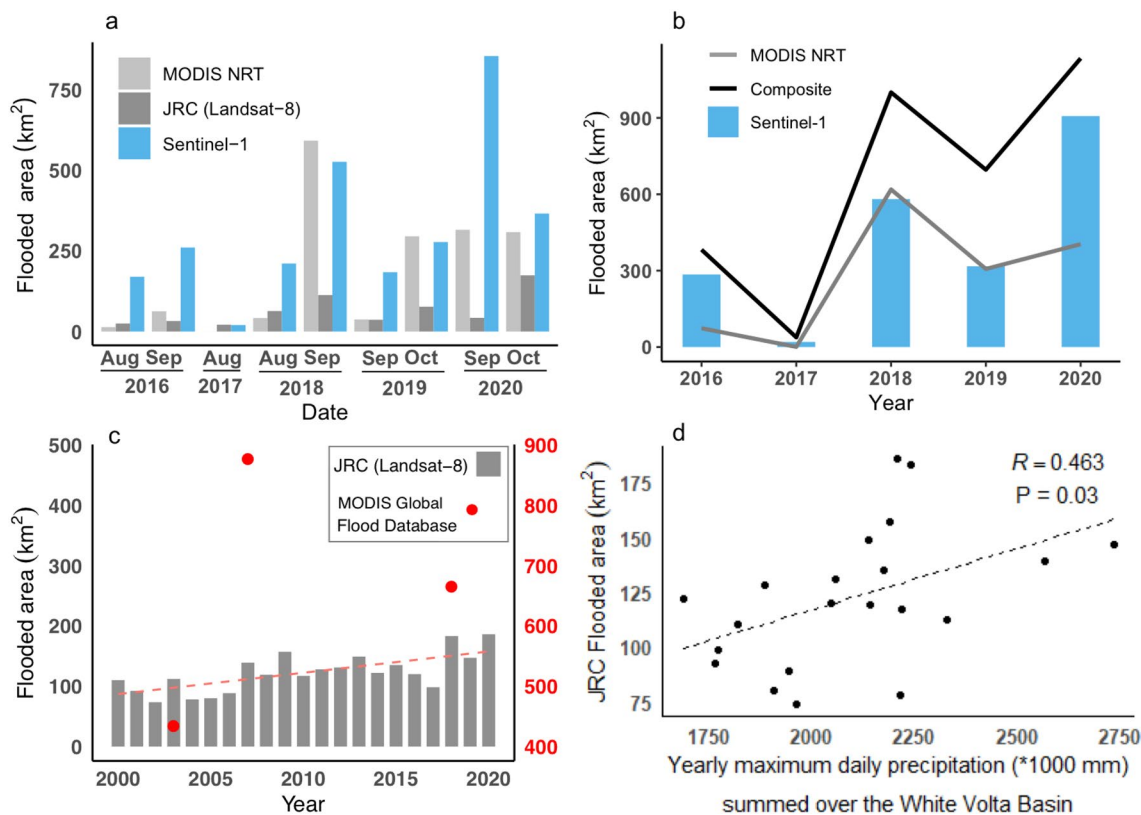 a
Flooded area (km²)
750
500
250
0
MODIS NRT
JRC (Landsat−8)
Sentinel−1
Aug Sep Aug Aug Sep Sep Oct Sep Oct
2016 2017 2018 2019 2020
Date
b
Flooded area (km²)
900
600
300
0
MODIS NRT
Composite
Sentinel-1
2016 2017 2018 2019 2020
Year
c
Flooded area (km²)
500
400
300
200
100
0
JRC (Landsat−8)
MODIS Global
Flood Database
900
800
700
600
500
400
2000 2005 2010 2015 2020
Year
d
JRC Flooded area (km²)
175
150
125
100
75
R = 0.463
P = 0.03
1750 2000 2250 2500 2750
Yearly maximum daily precipitation (*1000 mm)
summed over the White Volta Basin